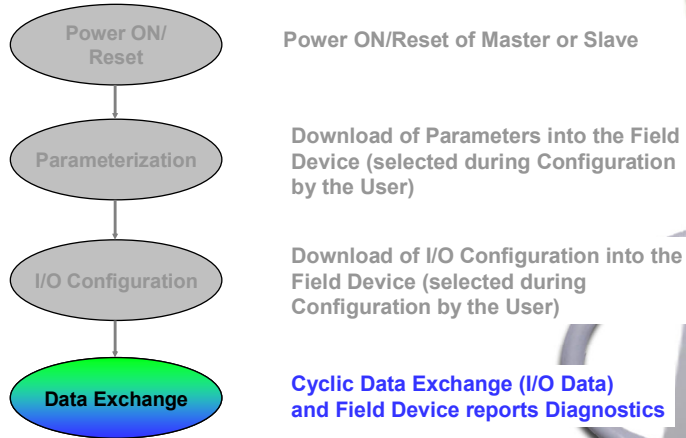 Power ON/
Reset
Power ON/Reset of Master or Slave
Parameterization
Download of Parameters into the Field
Device (selected during Configuration
by the User)
I/O Configuration
Download of I/O Configuration into the
Field Device (selected during
Configuration by the User)
Data Exchange
Cyclic Data Exchange (I/O Data)
and Field Device reports Diagnostics